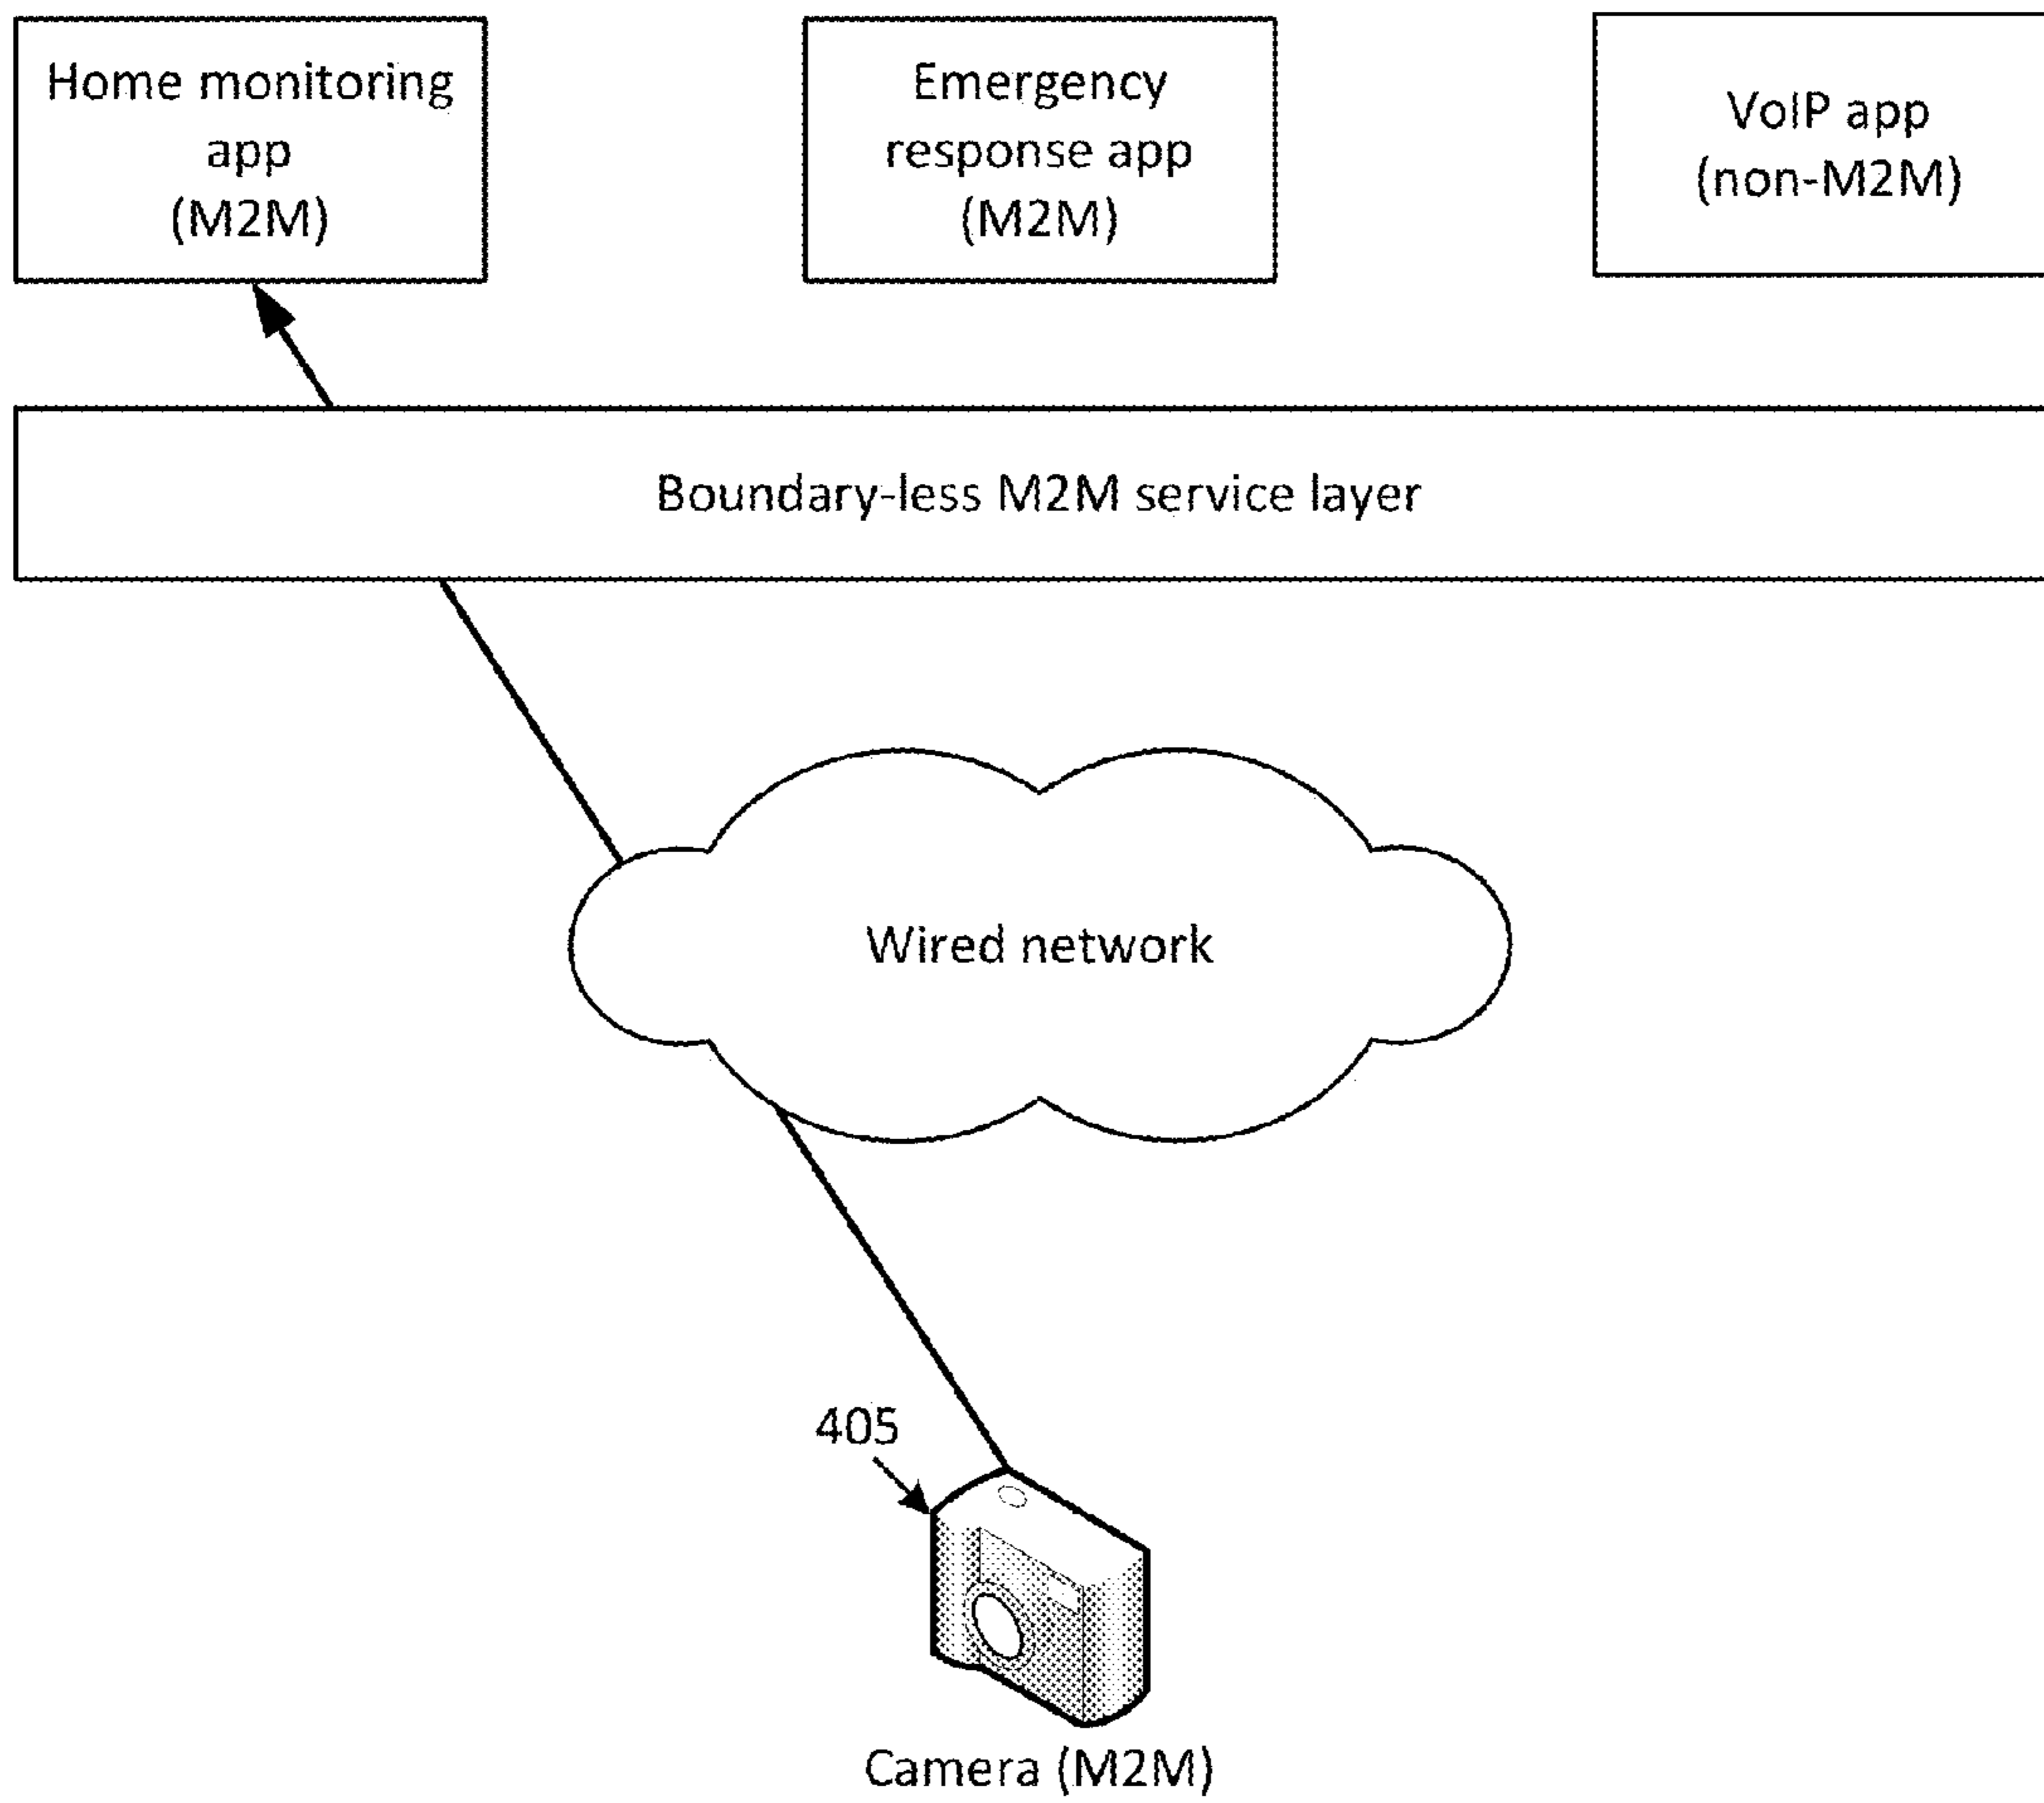 Home monitoring
app
(M2M)
Emergency
response app
(M2M)
VoIP app
(non-M2M)
Boundary-less M2M service layer
Wired network
405
Camera (M2M)